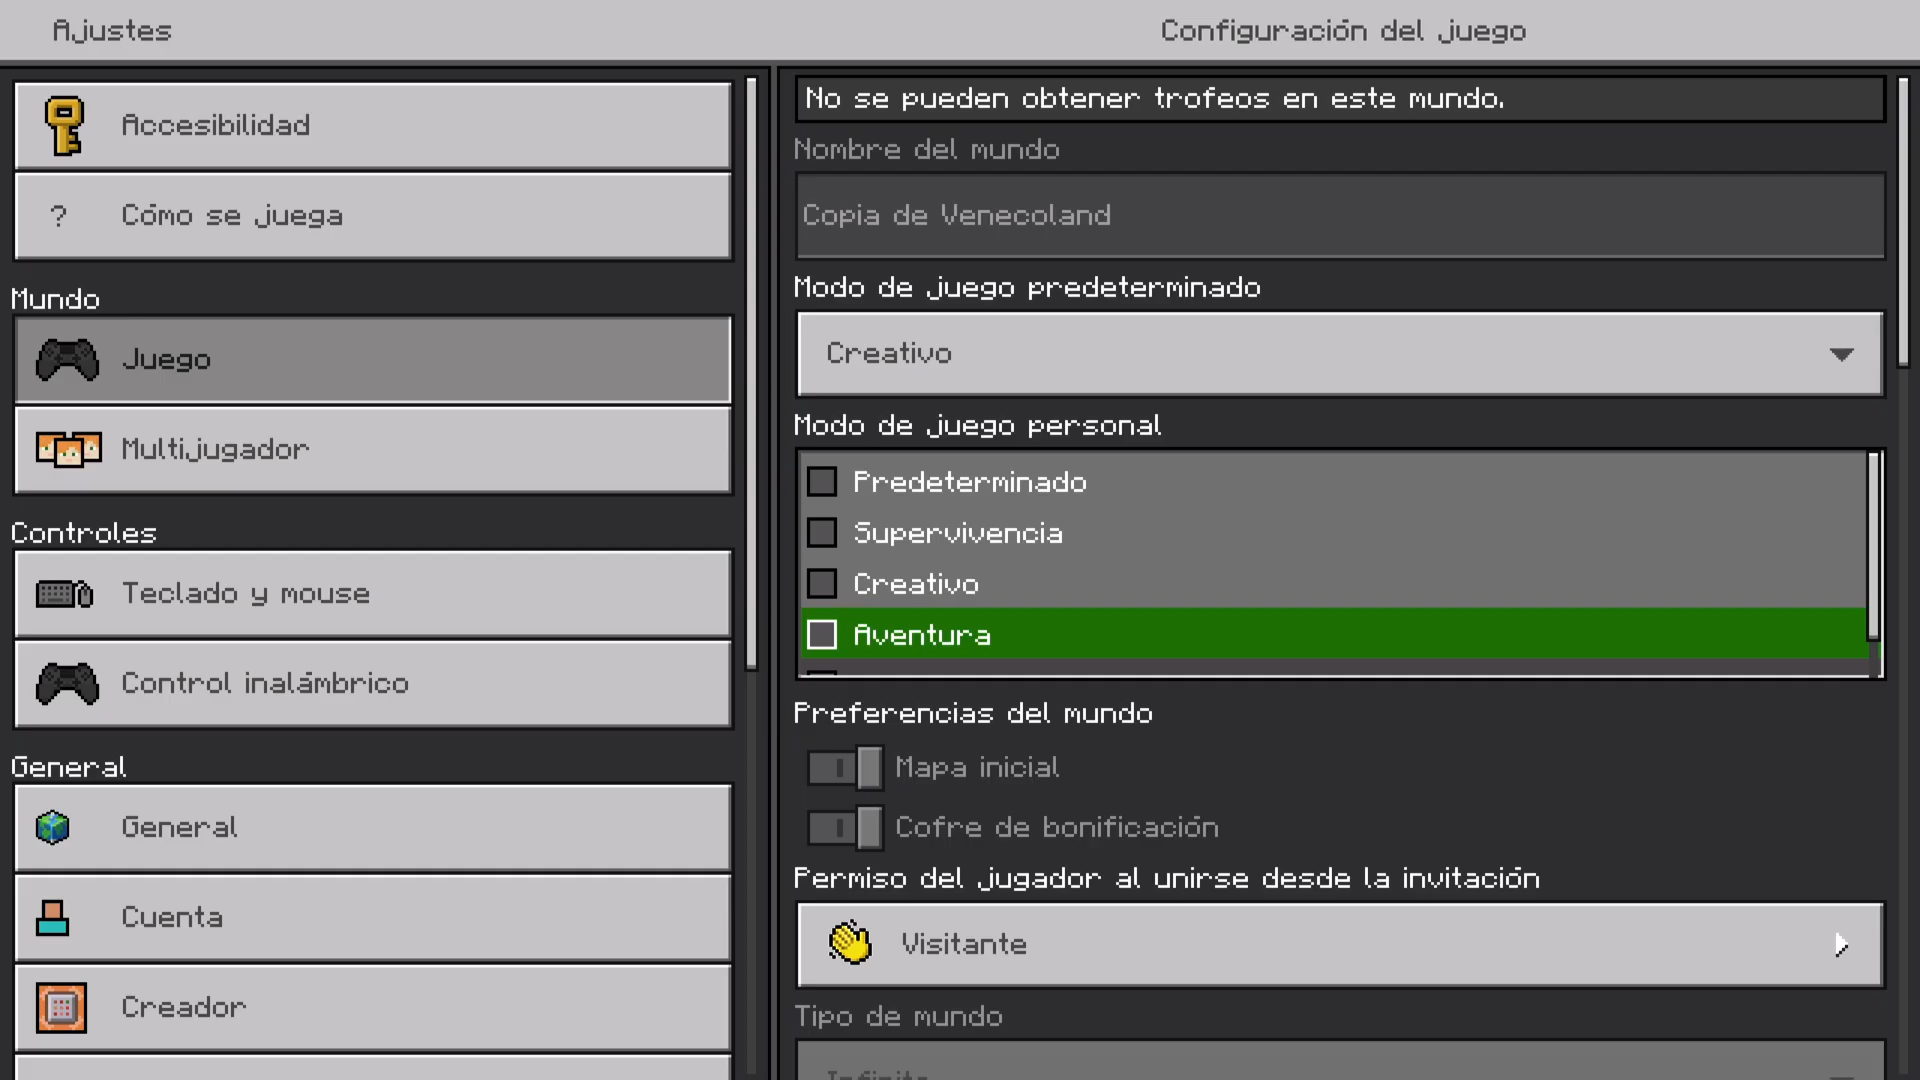 Ajustes
Configuración del juego
Accesibilidad
? Cómo se juega
Mundo
Juego
Multijugador
Controles
Teclado y mouse
Control inalámbrico
General
General
Cuenta
Creador
No se pueden obtener trofeos en este mundo.
Nombre del mundo
Copia de Venecoland
Modo de juego predeterminado
Creativo
Modo de juego personal
Predeterminado
Supervivencia
Creativo
Aventura
Preferencias del mundo
Mapa inicial
Cofre de bonificación
Permiso del jugador al unirse desde la invitación
Visitante
Tipo de mundo